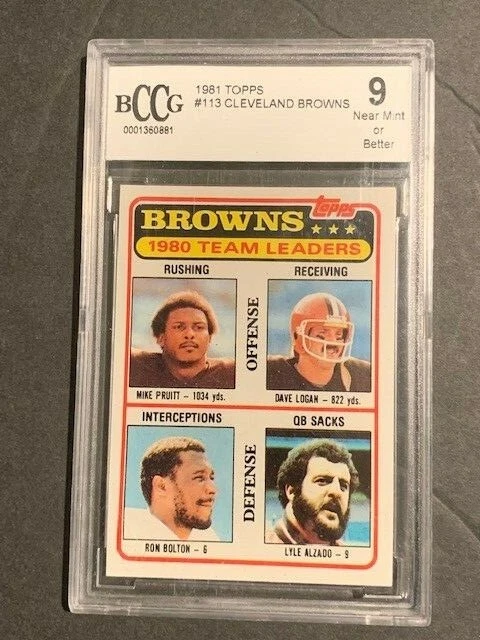 BCCG
0001360881
1981 TOPPS
#113 CLEVELAND BROWNS
9
Near Mint
or
Better
topps
BROWNS
1980 TEAM LEADERS
RUSHING
RECEIVING
OFFENSE
MIKE PRUITT – 1034 yds.
DAVE LOGAN – 822 yds.
INTERCEPTIONS
QB SACKS
DEFENSE
RON BOLTON – 6
LYLE ALZADO – 9